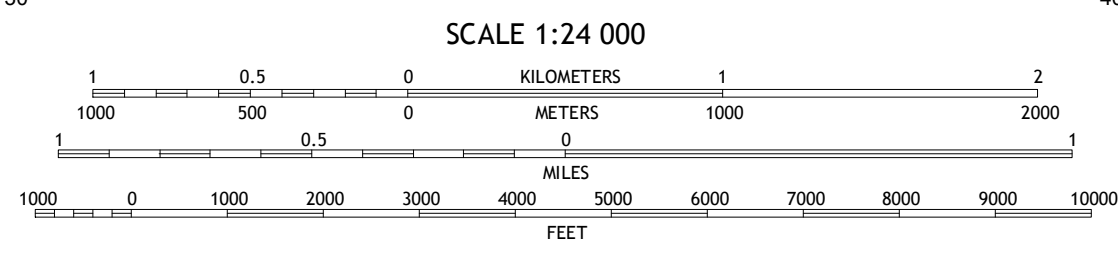 SCALE 1:24 000
1 0.5 0 KILOMETERS 1 2
1000 500 0 METERS 1000 2000
1 0.5 0 1
MILES
1000 0 1000 2000 3000 4000 5000 6000 7000 8000 9000 10000
FEET